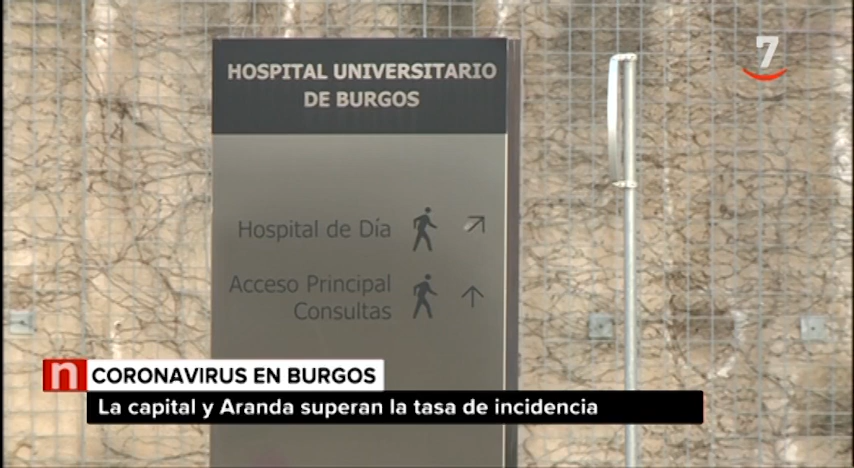 7
HOSPITAL UNIVERSITARIO
DE BURGOS
Hospital de Día
Acceso Principal
Consultas
n
CORONAVIRUS EN BURGOS
La capital y Aranda superan la tasa de incidencia